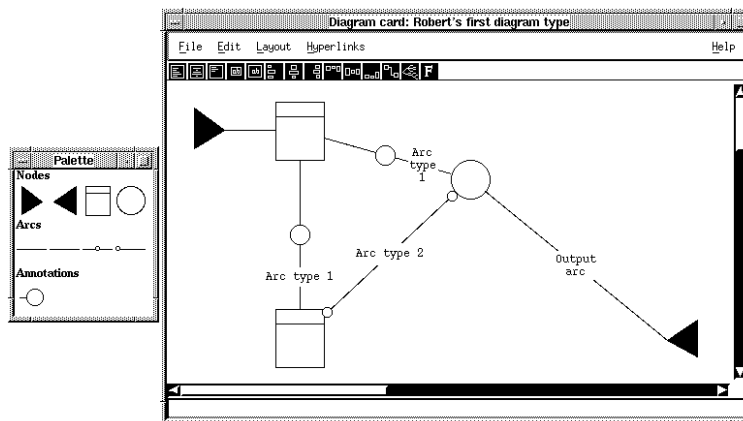 Diagram card: Robert's first diagram type
File Edit Layout Hyperlinks Help
F
Palette
Nodes
Arcs
Annotations
Arc
type
1
Arc type 2
Arc type 1
Output
arc